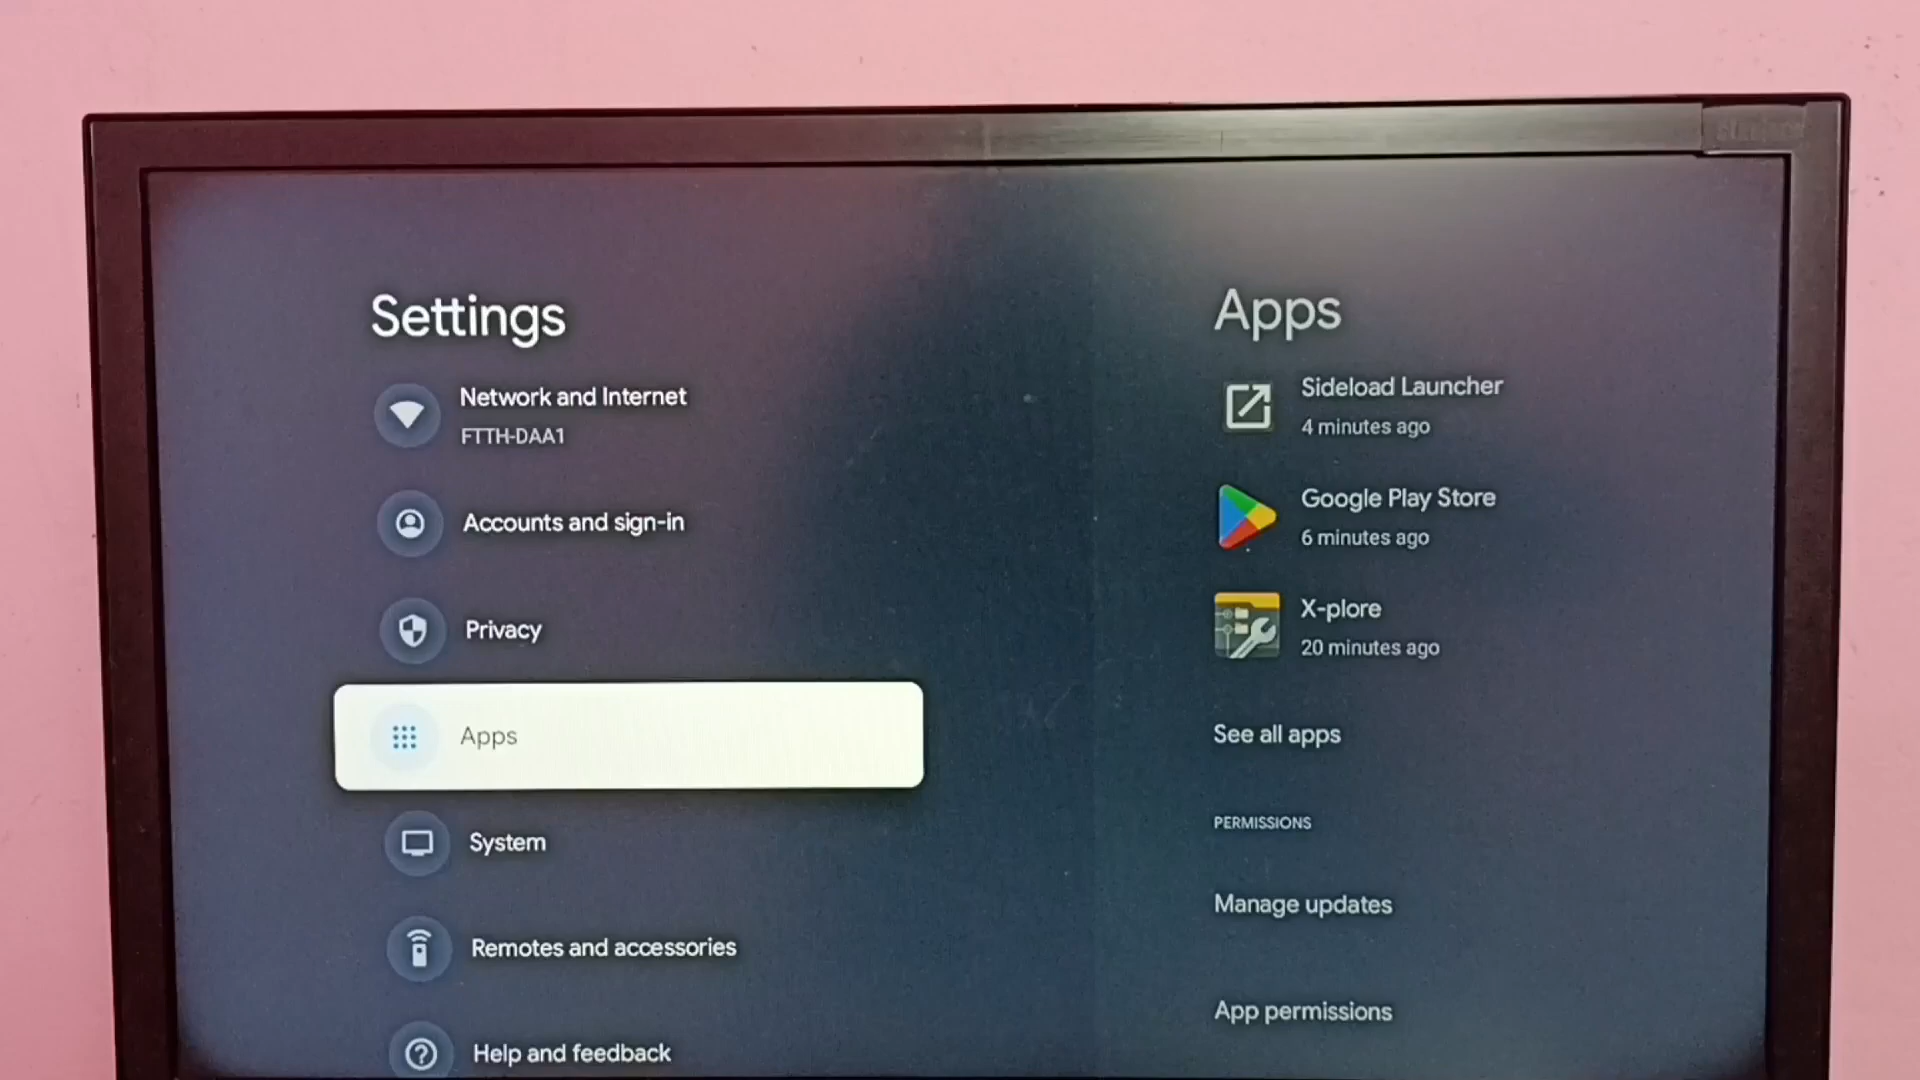 Settings
Network and Internet
FTTH-DAA1
Accounts and sign-in
Privacy
Apps
System
Remotes and accessories
Help and feedback
Apps
Sideload Launcher
4 minutes ago
Google Play Store
6 minutes ago
X-plore
20 minutes ago
See all apps
PERMISSIONS
Manage updates
App permissions